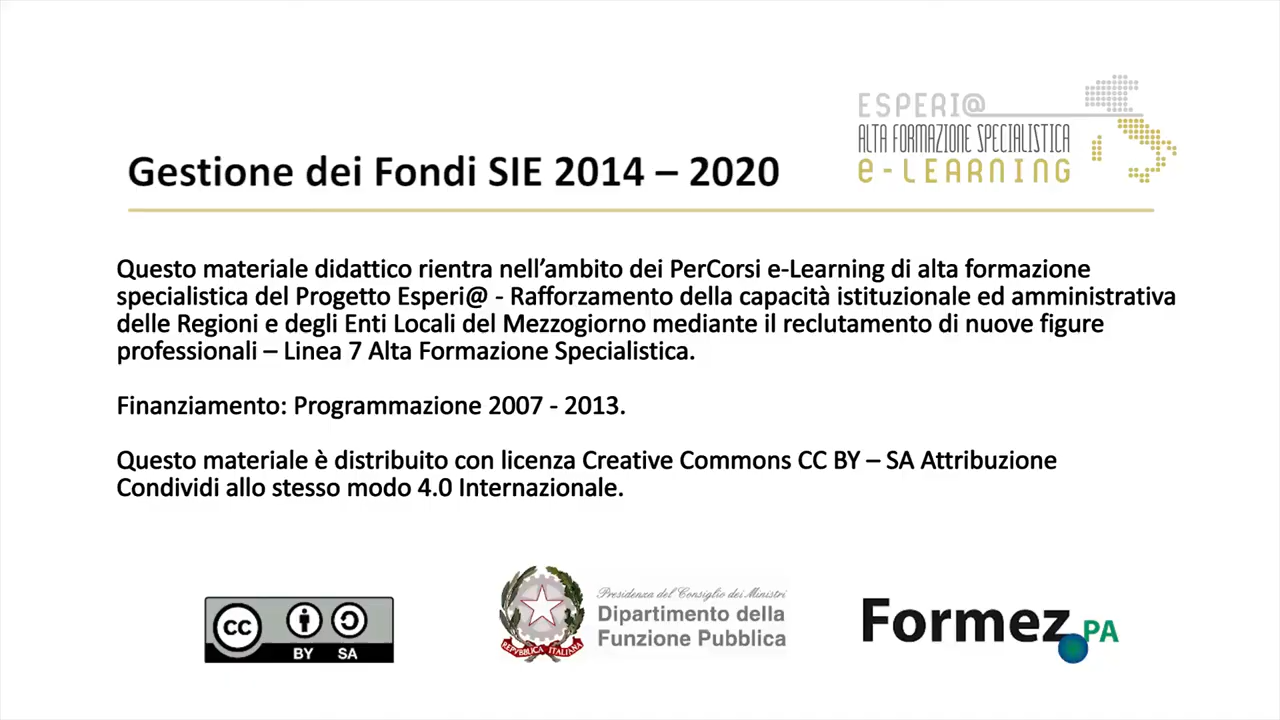 ESPERI@
ALTA FORMAZIONE SPECIALISTICA
e-LEARNING
Gestione dei Fondi SIE 2014 – 2020
Questo materiale didattico rientra nell’ambito dei PerCorsi e-Learning di alta formazione
specialistica del Progetto Esperi@ - Rafforzamento della capacità istituzionale ed amministrativa
delle Regioni e degli Enti Locali del Mezzogiorno mediante il reclutamento di nuove figure
professionali – Linea 7 Alta Formazione Specialistica.
Finanziamento: Programmazione 2007 - 2013.
Questo materiale è distribuito con licenza Creative Commons CC BY – SA Attribuzione
Condividi allo stesso modo 4.0 Internazionale.
cc
BY SA
REPVBBLICA ITALIANA
Presidenza del Consiglio dei Ministri
Dipartimento della
Funzione Pubblica
Formez PA